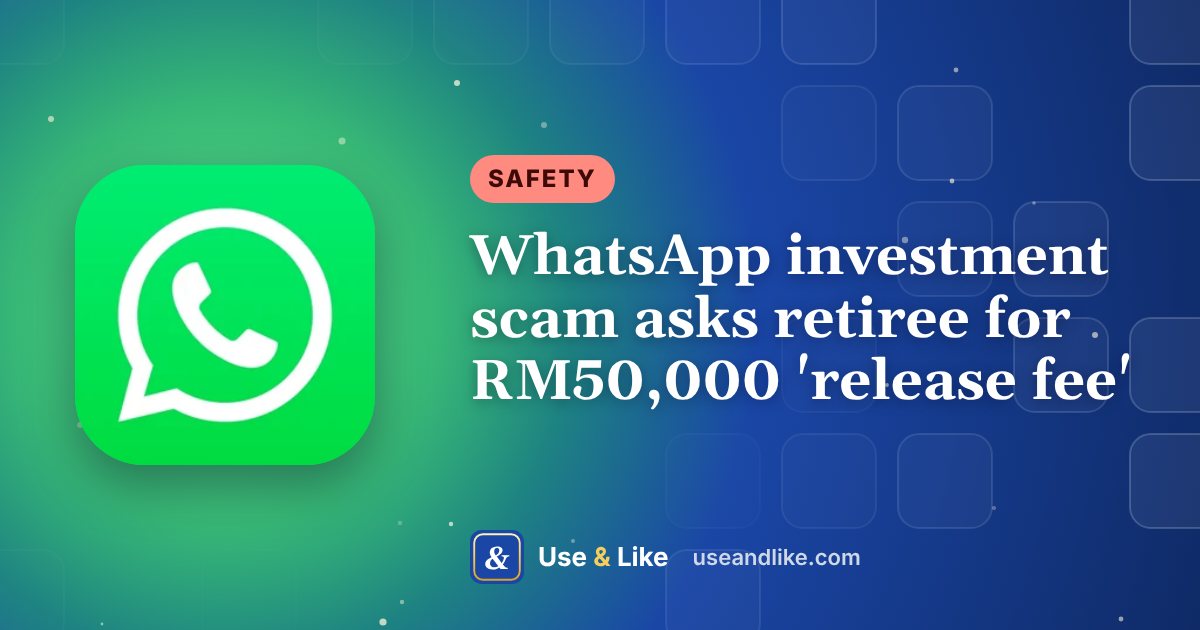 SAFETY
WhatsApp investment
scam asks retiree for
RM50,000 'release fee'
& Use & Like useandlike.com